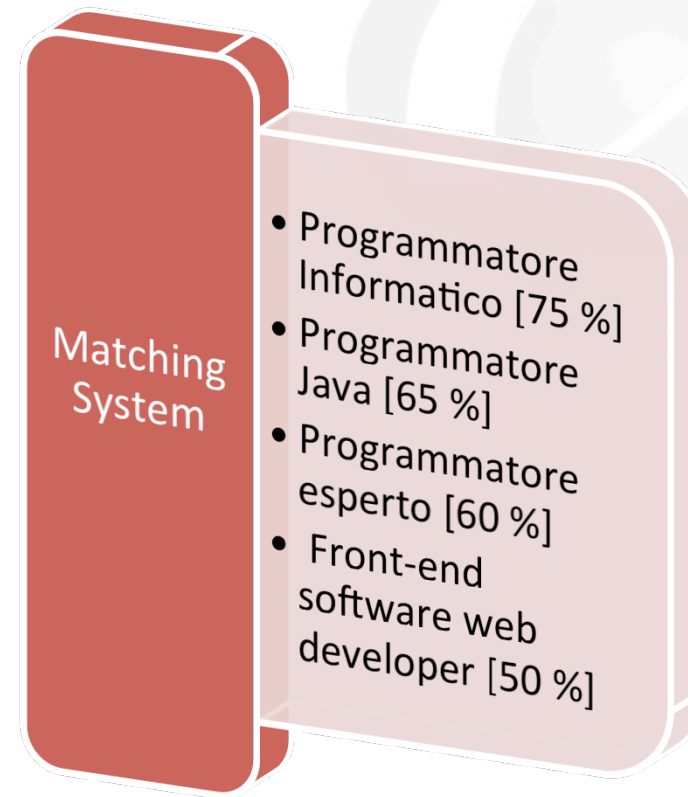 Matching
System
• Programmatore
Informatico [75 %]
• Programmatore
Java [65 %]
• Programmatore
esperto [60 %]
• Front-end
software web
developer [50 %]